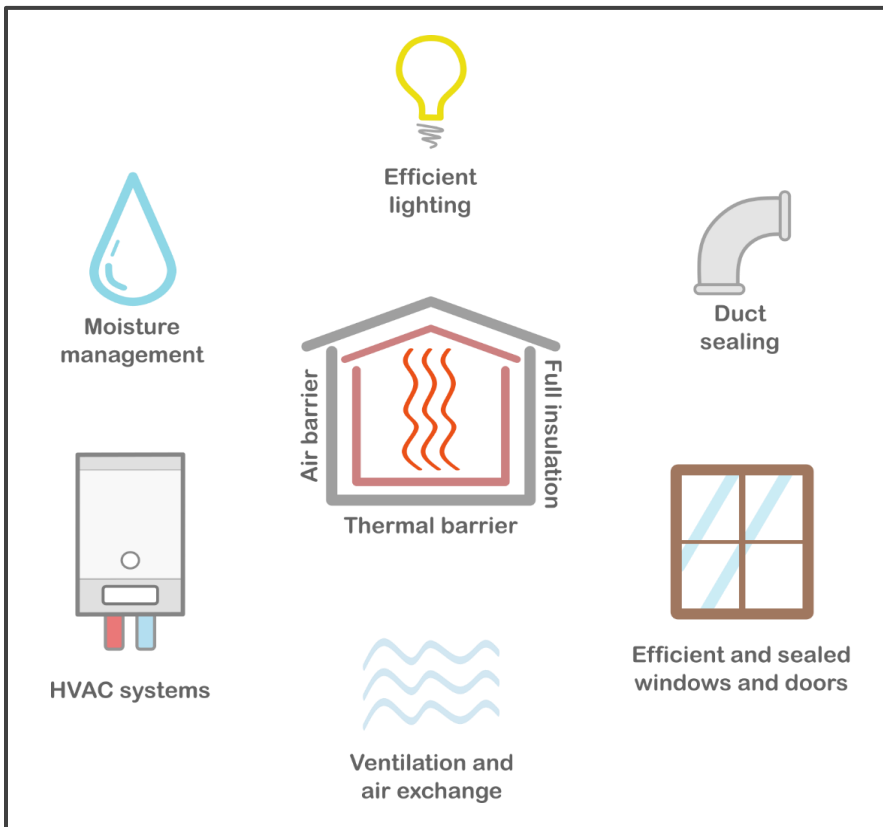 Efficient
lighting
Moisture
management
Duct
sealing
Air barrier
Full insulation
Thermal barrier
HVAC systems
Efficient and sealed
windows and doors
Ventilation and
air exchange